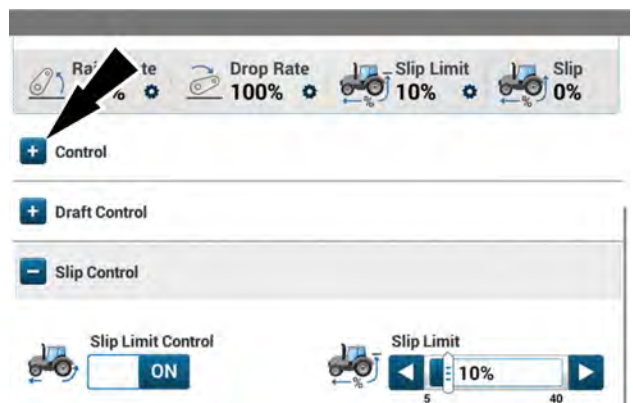 Drop Rate
Slip Limit
Slip
%
100%
10%
0%
%
%
Control
Draft Control
Slip Control
Slip Limit Control
Slip Limit
ON
10%
%
5
40